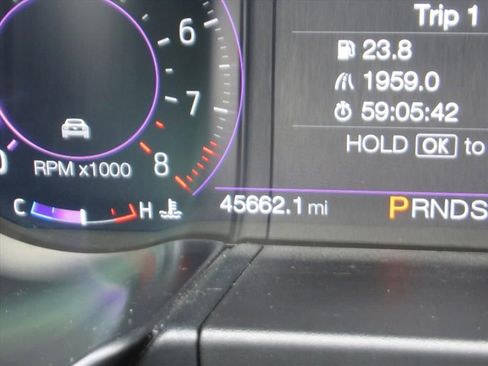 Trip 1
6
23.8
7
1959.0
59:05:42
HOLD OK to
0 RPM x1000 8
C H 45662.1 mi PRNDS